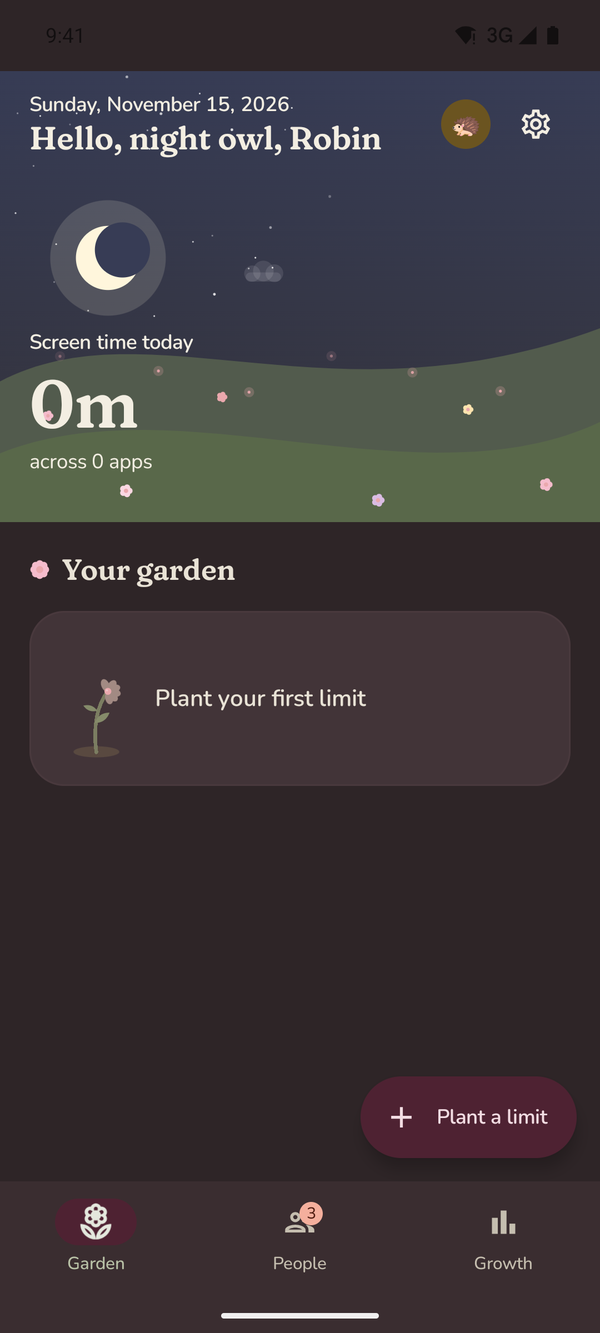 9:41
3G
Sunday, November 15, 2026
Hello, night owl, Robin
Screen time today
0m
across 0 apps
Your garden
Plant your first limit
Plant a limit
3
Garden
People
Growth